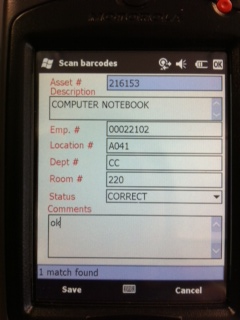 Scan barcodes
OK
Asset # 216153
Description
COMPUTER NOTEBOOK
Emp. # 00022102
Location # A041
Dept # CC
Room # 220
Status CORRECT
Comments
ok
1 match found
Save Cancel